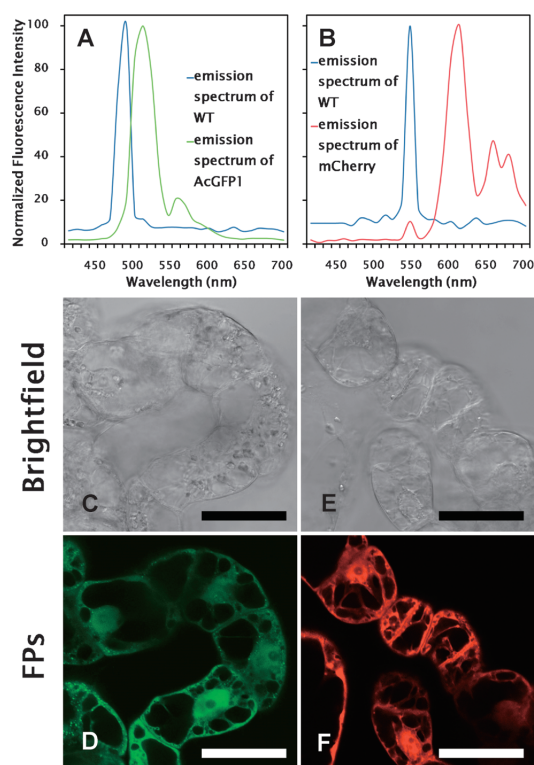 Normalized Fluorescence Intensity
100
80
60
40
20
0
A
emission
spectrum of
WT
emission
spectrum of
AcGFP1
450 500 550 600 650 700
Wavelength (nm)
B
emission
spectrum of
WT
emission
spectrum of
mCherry
450 500 550 600 650 700
Wavelength (nm)
Brightfield
C
E
FPs
D
F